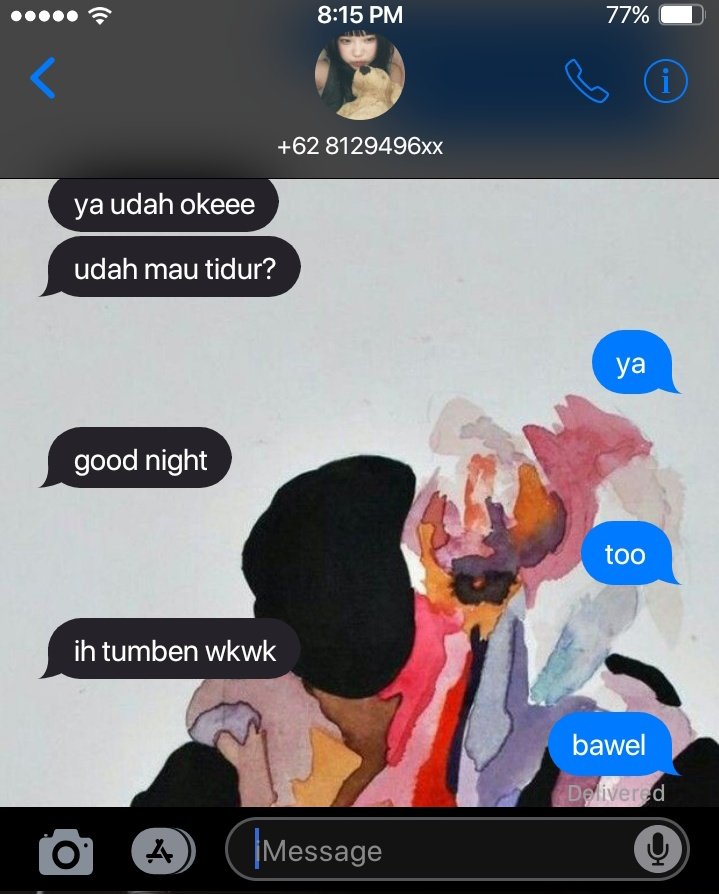 8:15 PM
77%
+62 8129496xx
ya udah okeee
udah mau tidur?
ya
good night
too
ih tumben wkwk
bawel
Delivered
iMessage